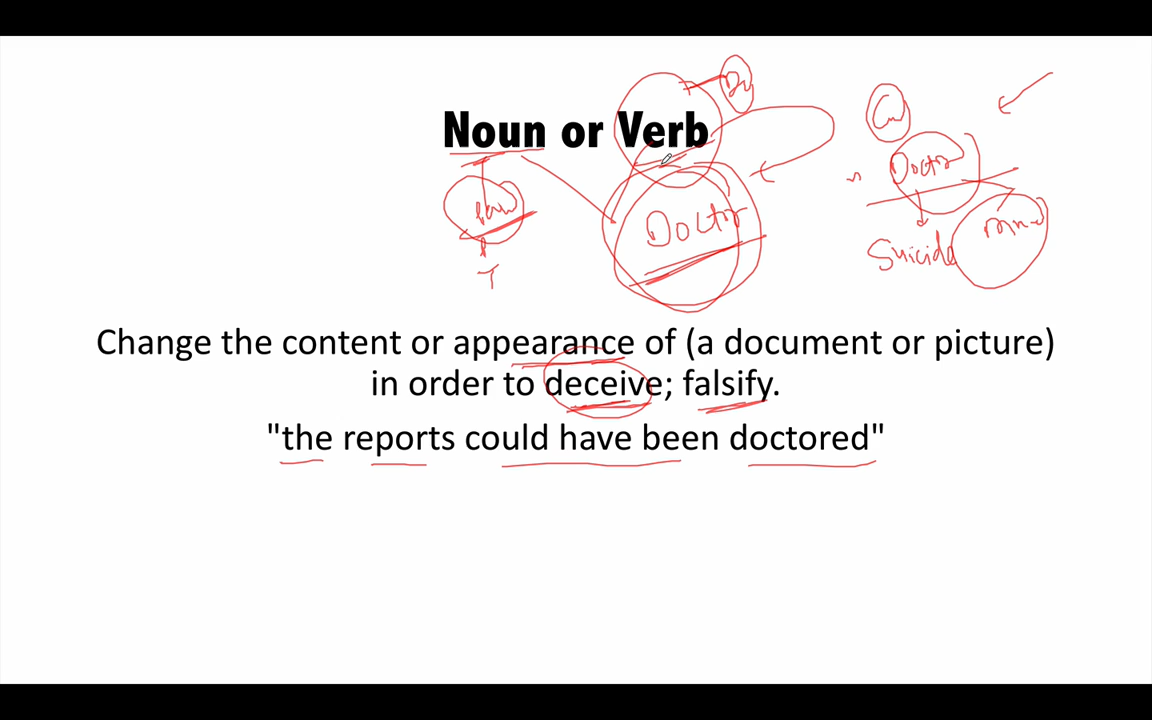 Noun or Verb
Doctor
Doctor
Suicide
Change the content or appearance of (a document or picture)
in order to deceive; falsify.
"the reports could have been doctored"